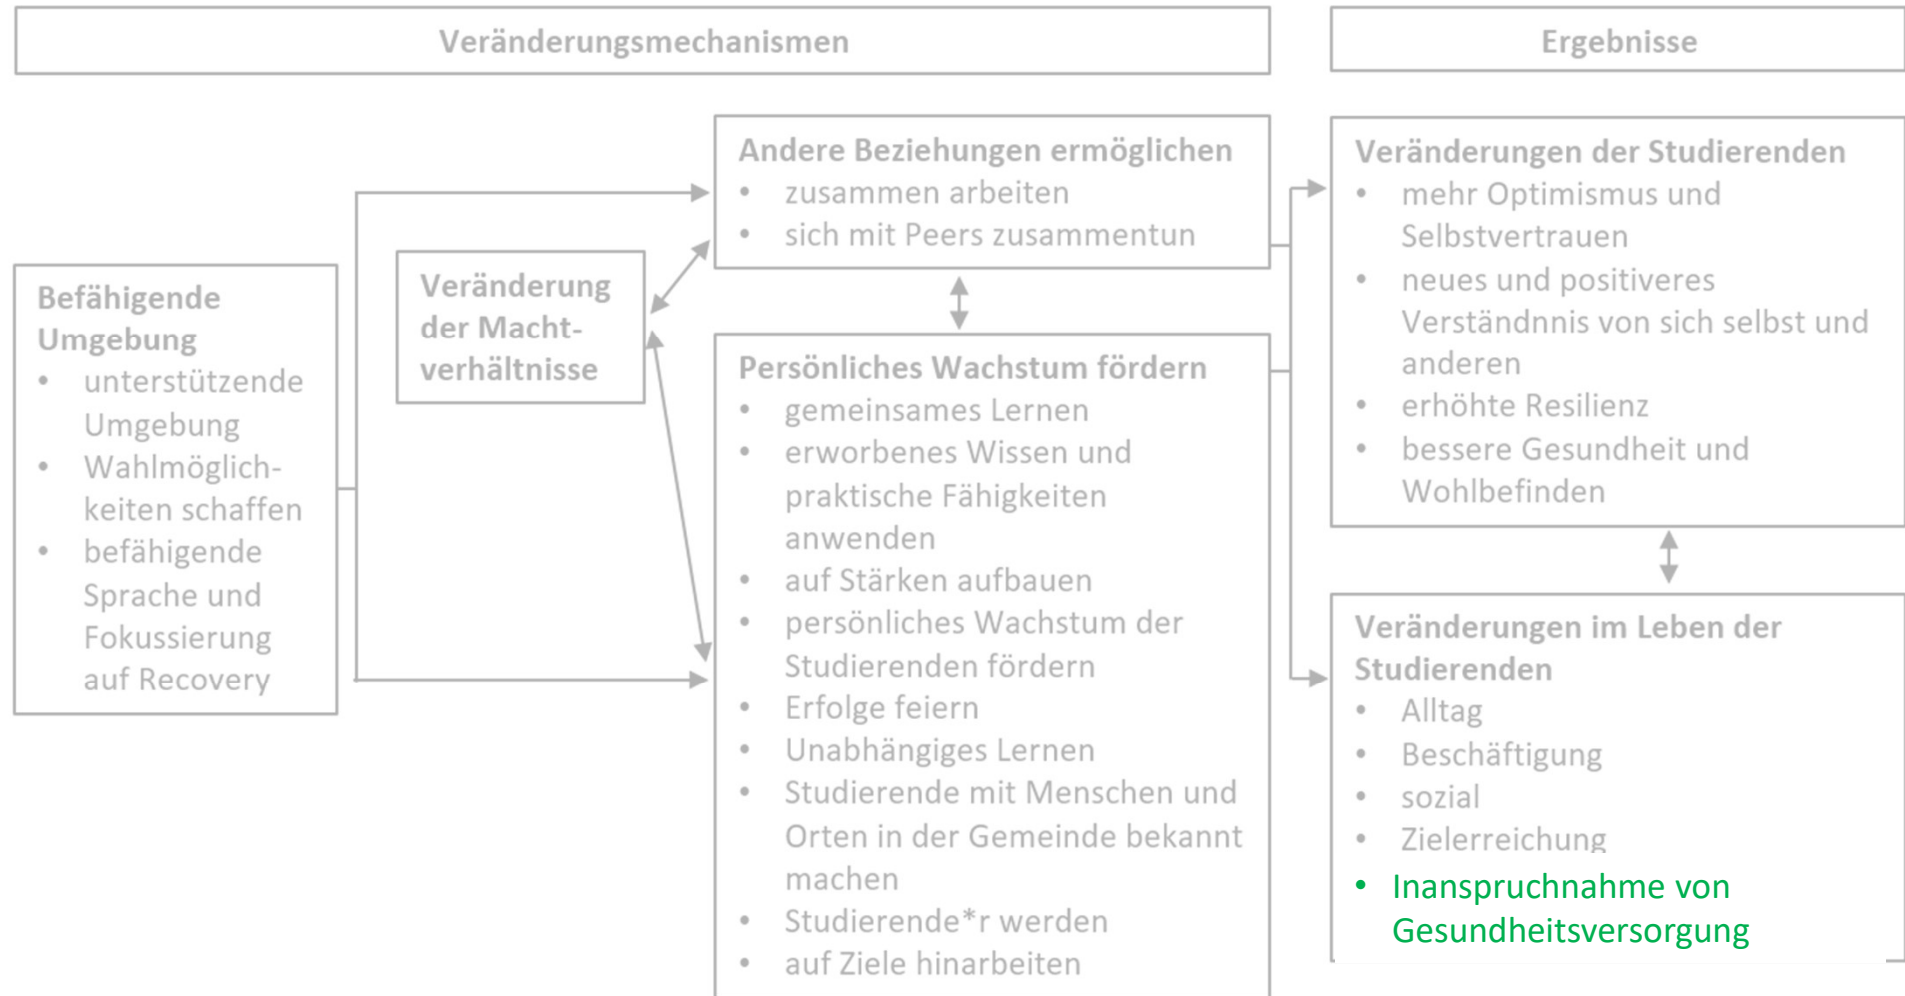 Veränderungsmechanismen
Ergebnisse
Befähigende
Umgebung
• unterstützende
Umgebung
• Wahlmöglich-
keiten schaffen
• befähigende
Sprache und
Fokussierung
auf Recovery
Veränderung
der Macht-
verhältnisse
Andere Beziehungen ermöglichen
• zusammen arbeiten
• sich mit Peers zusammentun
Persönliches Wachstum fördern
• gemeinsames Lernen
• erworbenes Wissen und
praktische Fähigkeiten
anwenden
• auf Stärken aufbauen
• persönliches Wachstum der
Studierenden fördern
• Erfolge feiern
• Unabhängiges Lernen
• Studierende mit Menschen und
Orten in der Gemeinde bekannt
machen
• Studierende*r werden
• auf Ziele hinarbeiten
Veränderungen der Studierenden
• mehr Optimismus und
Selbstvertrauen
• neues und positiveres
Verständnnis von sich selbst und
anderen
• erhöhte Resilienz
• bessere Gesundheit und
Wohlbefinden
Veränderungen im Leben der
Studierenden
• Alltag
• Beschäftigung
• sozial
• Zielerreichung
• Inanspruchnahme von
Gesundheitsversorgung